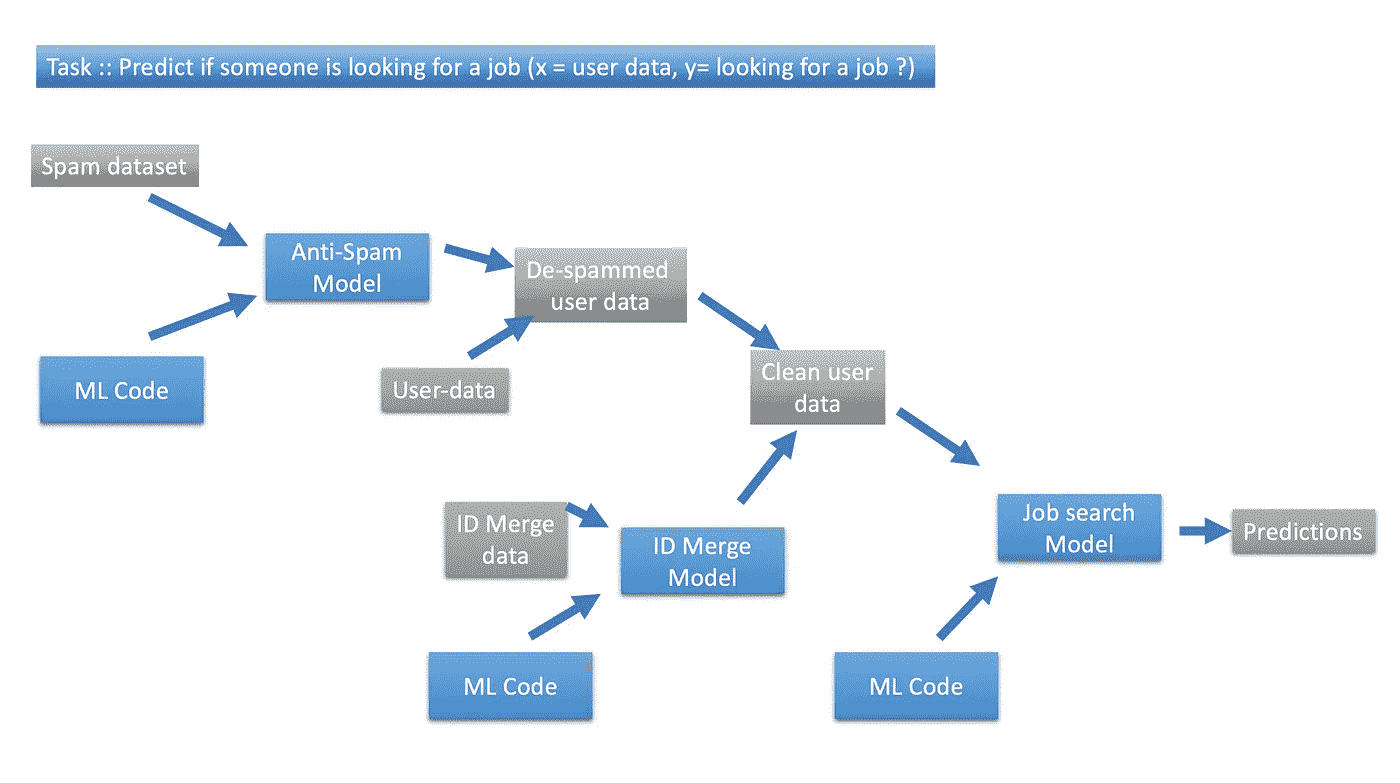 Task :: Predict if someone is looking for a job (x = user data, y= looking for a job ?)
Spam dataset
Anti-Spam
Model
De-spammed
user data
ML Code
User-data
Clean user
data
ID Merge
data
ID Merge
Model
Job search
Model
Predictions
ML Code
ML Code